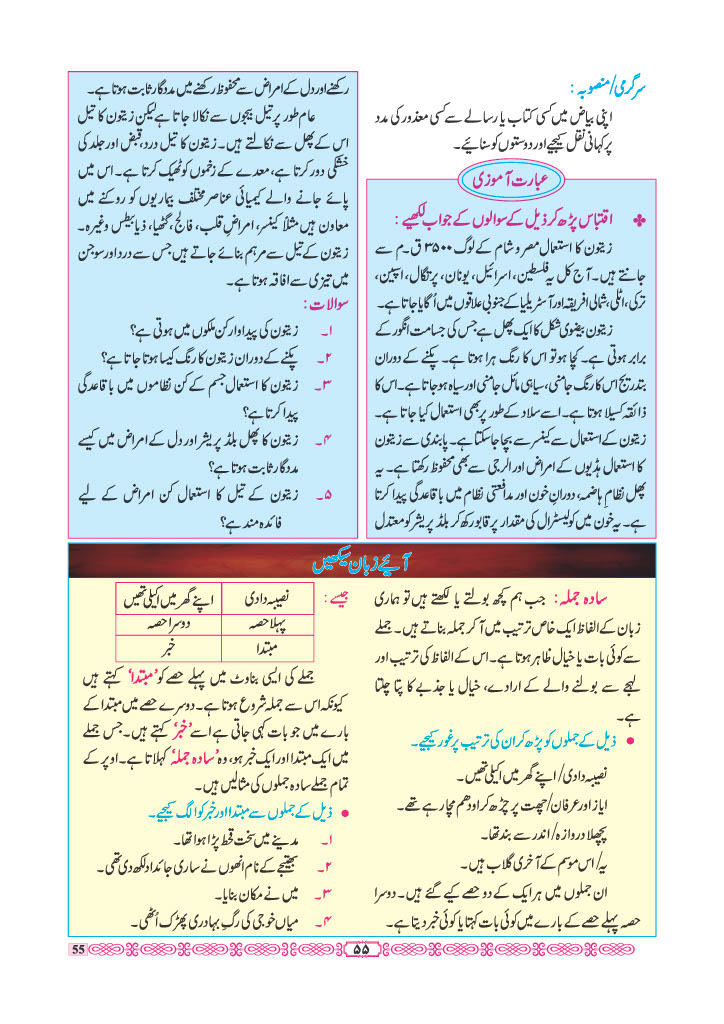 سرگرمی/منصوبہ :
اپنی بیاض میں کسی کتاب یا رسالے سے کسی معذور کی مدد
پر کہانی نقل کیجیے اور دوستوں کو سنائیے۔
عبارت آموزی
❖ اقتباس پڑھ کر ذیل کے سوالوں کے جواب لکھیے :
زیتون کا استعمال مصر و شام کے لوگ ۳۵۰۰ ق۔م سے
جانتے ہیں۔ آج کل یہ فلسطین، اسرائیل، یونان، پرتگال، اسپین،
ترکی، اٹلی، شمالی افریقہ اور آسٹریلیا کے جنوبی علاقوں میں اُگایا جاتا ہے۔
زیتون بیضوی شکل کا ایک پھل ہے جس کی جسامت انگور کے
برابر ہوتی ہے۔ کچا ہو تو اس کا رنگ ہرا ہوتا ہے۔ پکنے کے دوران
بتدریج اس کا رنگ جامنی، سیاہی مائل جامنی اور سیاہ ہوجاتا ہے۔ اس کا
ذائقہ کسیلا ہوتا ہے۔ اسے سلاد کے طور پر بھی استعمال کیا جاتا ہے۔
زیتون کے استعمال سے کینسر سے بچا جاسکتا ہے۔ پابندی سے زیتون
کا استعمال ہڈیوں کے امراض اور الرجی سے بھی محفوظ رکھتا ہے۔ یہ
پھل نظامِ ہاضمہ، دورانِ خون اور مدافعتی نظام میں باقاعدگی پیدا کرتا
ہے۔ یہ خون میں کولیسٹرال کی مقدار پر قابو رکھ کر بلڈ پریشر کو معتدل
رکھنے اور دل کے امراض سے محفوظ رکھنے میں مددگار ثابت ہوتا ہے۔
عام طور پر تیل بیجوں سے نکالا جاتا ہے لیکن زیتون کا تیل
اس کے پھل سے نکالتے ہیں۔ زیتون کا تیل درد، قبض اور جلد کی
خشکی دور کرتا ہے، معدے کے زخموں کو ٹھیک کرتا ہے۔ اس میں
پائے جانے والے کیمیائی عناصر مختلف بیماریوں کو روکنے میں
معاون ہیں مثلاً کینسر، امراضِ قلب، فالج، گٹھیا، ذیابطیس وغیرہ۔
زیتون کے تیل سے مرہم بنائے جاتے ہیں جس سے درد اور سوجن
میں تیزی سے افاقہ ہوتا ہے۔
سوالات :
۱۔ زیتون کی پیداوار کن ملکوں میں ہوتی ہے؟
۲۔ پکنے کے دوران زیتون کا رنگ کیسا ہوتا جاتا ہے؟
۳۔ زیتون کا استعمال جسم کے کن نظاموں میں باقاعدگی
پیدا کرتا ہے؟
۴۔ زیتون کا پھل بلڈ پریشر اور دل کے امراض میں کیسے
مددگار ثابت ہوتا ہے؟
۵۔ زیتون کے تیل کا استعمال کن امراض کے لیے
فائدہ مند ہے؟
آئیے زبان سیکھیں
سادہ جملہ : جب ہم کچھ بولتے یا لکھتے ہیں تو ہماری
زبان کے الفاظ ایک خاص ترتیب میں آ کر جملہ بناتے ہیں۔ جملے
سے کوئی بات یا خیال ظاہر ہوتا ہے۔ اس کے الفاظ کی ترتیب اور
لہجے سے بولنے والے کے ارادے، خیال یا جذبے کا پتا چلتا
ہے۔
• ذیل کے جملوں کو پڑھ کر ان کی ترتیب پر غور کیجیے۔
نصیبہ دادی/ اپنے گھر میں اکیلی تھیں۔
ایاز اور عرفان/ چھت پر چڑھ کر اودھم مچا رہے تھے۔
پچھلا دروازہ/ اندر سے بند تھا۔
یہ/ اس موسم کے آخری گلاب ہیں۔
ان جملوں میں ہر ایک کے دو حصے کیے گئے ہیں۔ دوسرا
حصہ پہلے حصے کے بارے میں کوئی بات کہتا یا کوئی خبر دیتا ہے۔
جیسے : نصیبہ دادی اپنے گھر میں اکیلی تھیں
پہلا حصہ دوسرا حصہ
مبتدا خبر
جملے کی ایسی بناوٹ میں پہلے حصے کو ’مبتدا‘ کہتے ہیں
کیونکہ اس سے جملہ شروع ہوتا ہے۔ دوسرے حصے میں مبتدا کے
بارے میں جو بات کہی جاتی ہے اسے ’خبر‘ کہتے ہیں۔ جس جملے
میں ایک مبتدا اور ایک خبر ہو، وہ ’سادہ جملہ‘ کہلاتا ہے۔ اوپر کے
تمام جملے سادہ جملوں کی مثالیں ہیں۔
• ذیل کے جملوں سے مبتدا اور خبر کو الگ کیجیے۔
۱۔ مدینے میں سخت قحط پڑا ہوا تھا۔
۲۔ بھتیجے کے نام انھوں نے ساری جائداد لکھ دی تھی۔
۳۔ میں نے مکان بنایا۔
۴۔ میاں خوجی کی رگِ بہادری پھڑک اُٹھی۔
۵۵
55